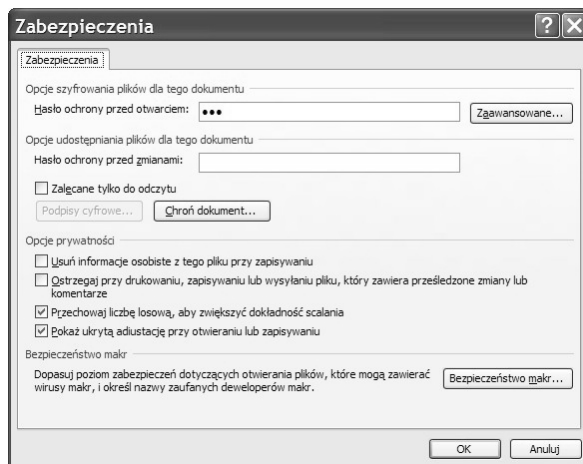 Zabezpieczenia
Zabezpieczenia
Opcje szyfrowania plików dla tego dokumentu
Hasło ochrony przed otwarciem: ●●● Zaawansowane...
Opcje udostępniania plików dla tego dokumentu
Hasło ochrony przed zmianami:
Zalecane tylko do odczytu
Podpisy cyfrowe... Chroń dokument...
Opcje prywatności
Usuń informacje osobiste z tego pliku przy zapisywaniu
Ostrzegaj przy drukowaniu, zapisywaniu lub wysyłaniu pliku, który zawiera prześledzone zmiany lub
komentarze
Przechowaj liczbę losową, aby zwiększyć dokładność scalania
Pokaż ukrytą adiustację przy otwieraniu lub zapisywaniu
Bezpieczeństwo makr
Dopasuj poziom zabezpieczeń dotyczących otwierania plików, które mogą zawierać
wirusy makr, i określ nazwy zaufanych deweloperów makr.
Bezpieczeństwo makr...
OK Anuluj